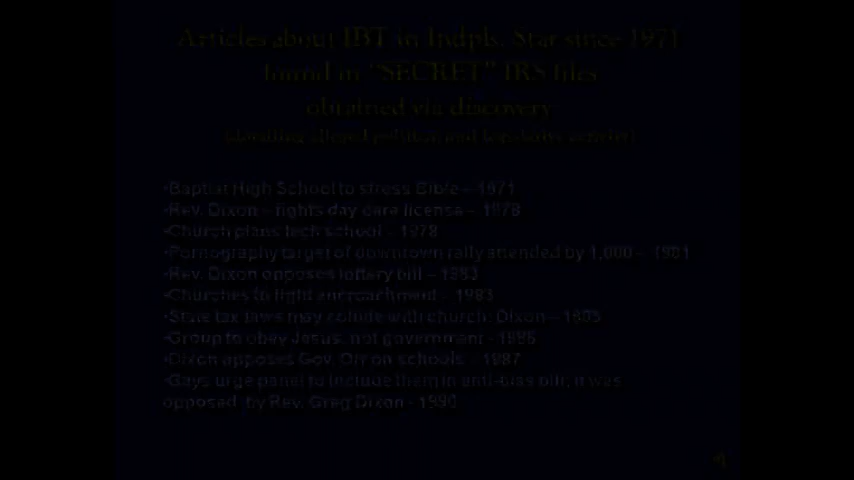 Articles about IBT in Indpls. Star since 1971
found in "SECRET" IRS files
obtained via discovery
alleged political and
•Baptist High School to stress Bible – 1971
•Rev. Dixon – fights day care license – 1978
•Church plans tech school – 1978
•Pornography target of downtown rally attended by 1,000 – 1981
•Rev. Dixon opposes lottery bill – 1983
•Churches to fight encroachment - 1983
•State tax laws may collide with church: Dixon –
•Group to obey Jesus, not government - 1986
•Dixon opposes Gov. Orr on schools - 1987
•Gays urge panel to include them in anti-bias bill; it was
opposed by Rev. Greg Dixon - 1990